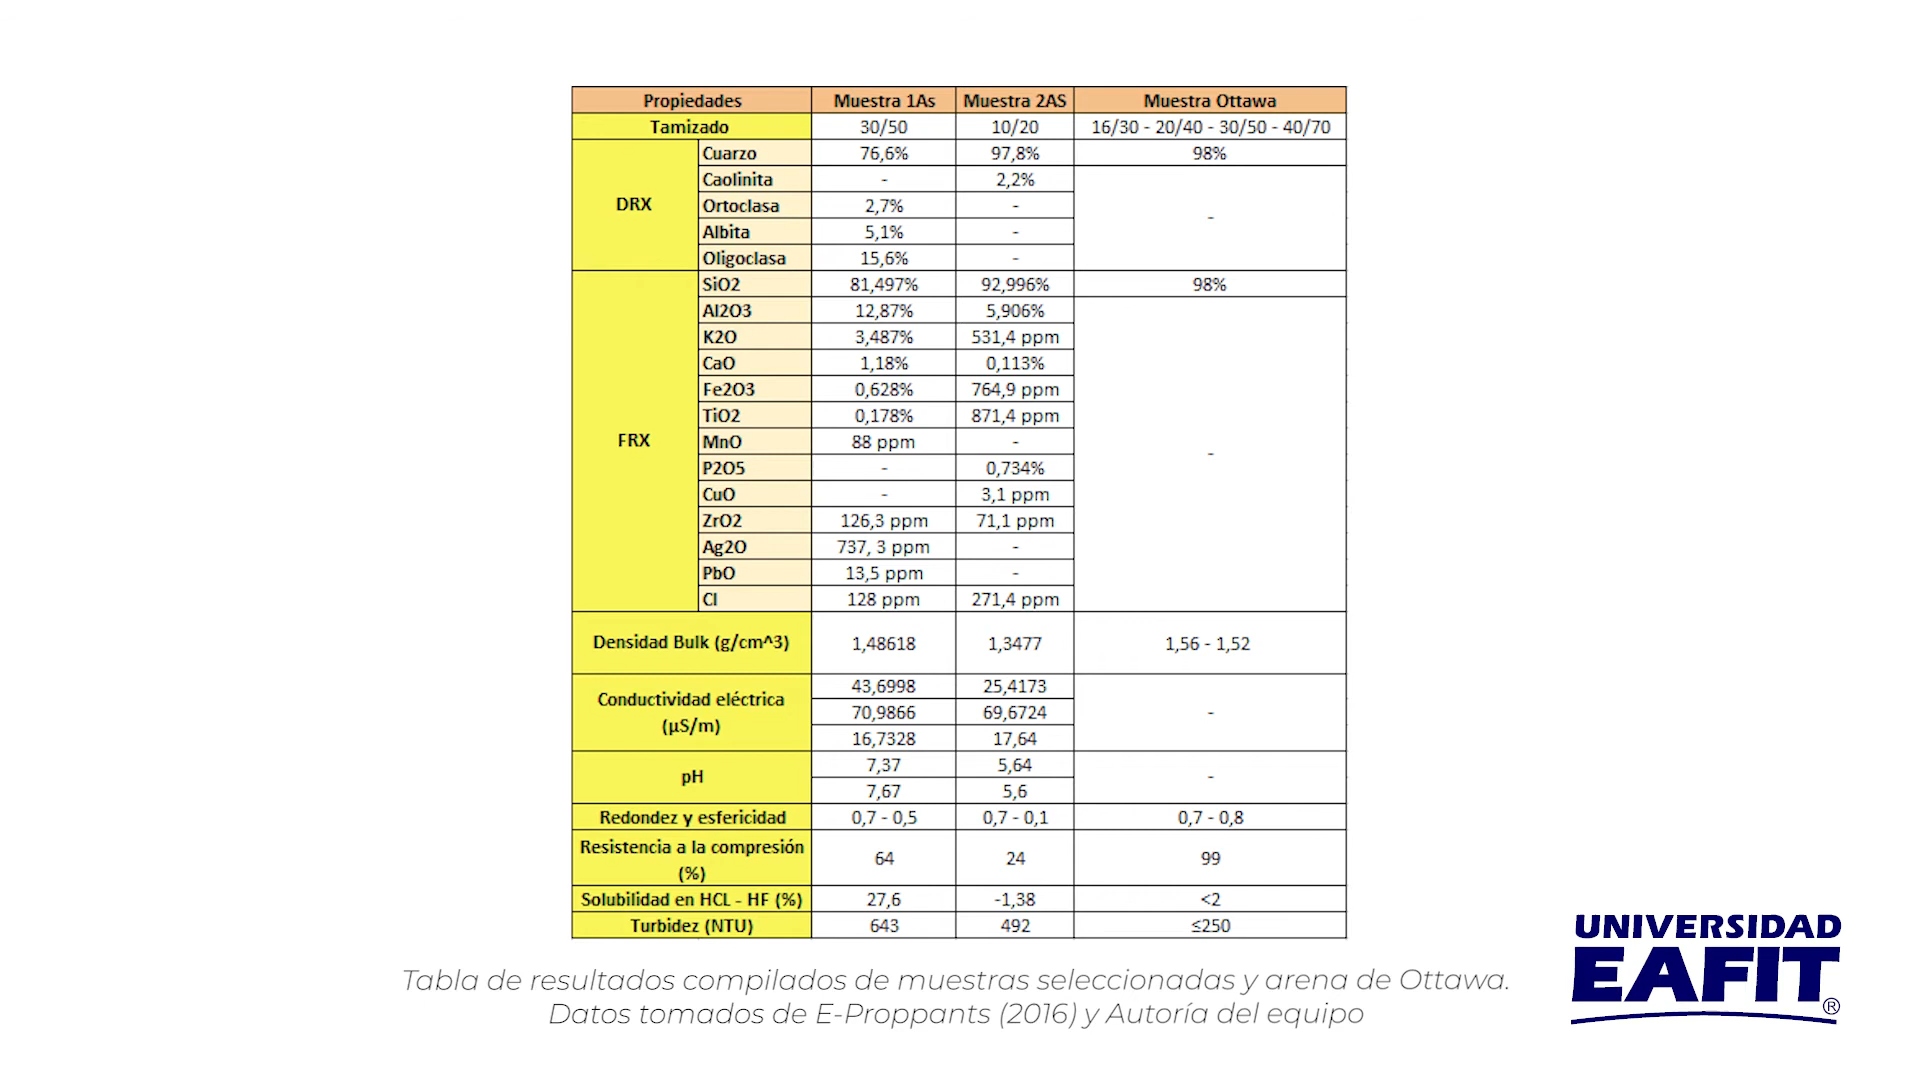 Propiedades Muestra 1As Muestra 2AS Muestra Ottawa
Tamizado 30/50 10/20 16/30 - 20/40 - 30/50 - 40/70
DRX
Cuarzo 76,6% 97,8% 98%
Caolinita - 2,2% -
Ortoclasa 2,7% -
Albita 5,1% -
Oligoclasa 15,6% -
FRX
SiO2 81,497% 92,996% 98%
Al2O3 12,87% 5,906% -
K2O 3,487% 531,4 ppm
CaO 1,18% 0,113%
Fe2O3 0,628% 764,9 ppm
TiO2 0,178% 871,4 ppm
MnO 88 ppm -
P2O5 - 0,734%
CuO - 3,1 ppm
ZrO2 126,3 ppm 71,1 ppm
Ag2O 737, 3 ppm -
PbO 13,5 ppm -
Cl 128 ppm 271,4 ppm
Densidad Bulk (g/cm^3) 1,48618 1,3477 1,56 - 1,52
Conductividad eléctrica
(µS/m)
43,6998 25,4173 -
70,9866 69,6724
16,7328 17,64
pH
7,37 5,64 -
7,67 5,6
Redondez y esfericidad 0,7 - 0,5 0,7 - 0,1 0,7 - 0,8
Resistencia a la compresión
(%)
64 24 99
Solubilidad en HCL - HF (%) 27,6 -1,38 <2
Turbidez (NTU) 643 492 ≤250
Tabla de resultados compilados de muestras seleccionadas y arena de Ottawa.
Datos tomados de E-Proppants (2016) y Autoría del equipo
UNIVERSIDAD
EAFIT®